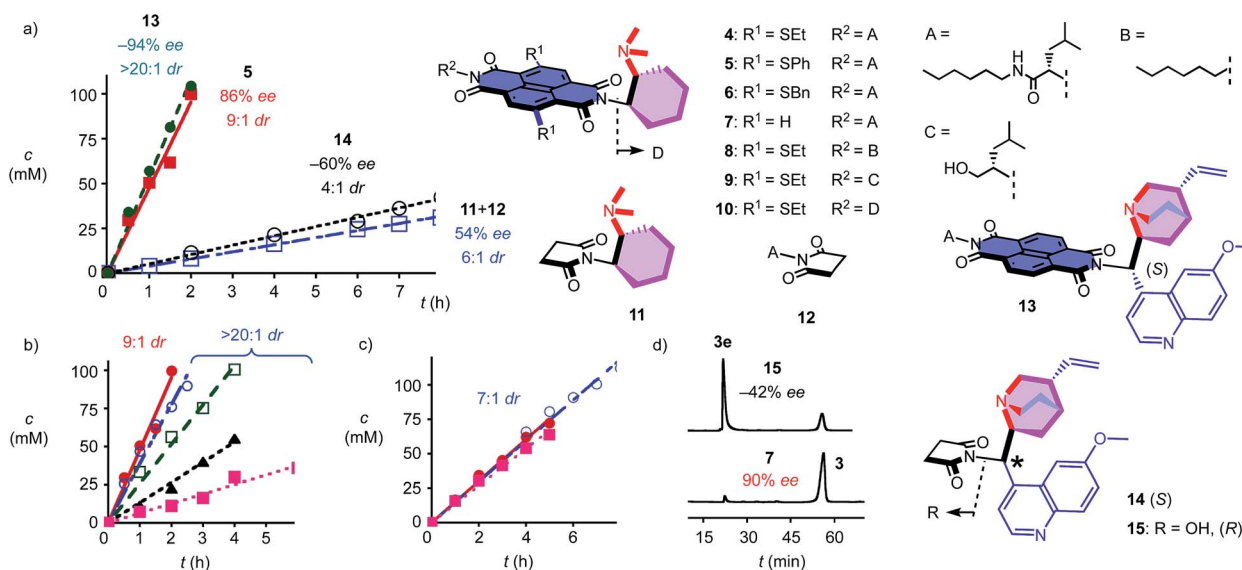 a)
13
–94% ee
>20:1 dr
5
86% ee
9:1 dr
14
–60% ee
4:1 dr
c
(mM)
100
75
50
25
0
0 1 2 3 4 5 6 7 t (h)
R¹
R²
N
O
O
N
O
O
N
R¹
D
11+12
54% ee
6:1 dr
N
O
N
O
11
4: R¹ = SEt R² = A
5: R¹ = SPh R² = A
6: R¹ = SBn R² = A
7: R¹ = H R² = A
8: R¹ = SEt R² = B
9: R¹ = SEt R² = C
10: R¹ = SEt R² = D
A
N
O
O
12
A =
H
N
O
B =
C =
HO
N
O
A
N
O
O
N
O
O
(S)
N
13
b)
9:1 dr
>20:1 dr
c
(mM)
100
75
50
25
0
1 2 3 4 5
t (h)
c)
7:1 dr
c
(mM)
100
75
50
25
0
0 2 4 6
t (h)
d)
3e
15
–42% ee
7
90% ee
3
15 30 45 60
t (min)
N
O
N
O
*
O
R
N
14 (S)
15: R = OH, (R)